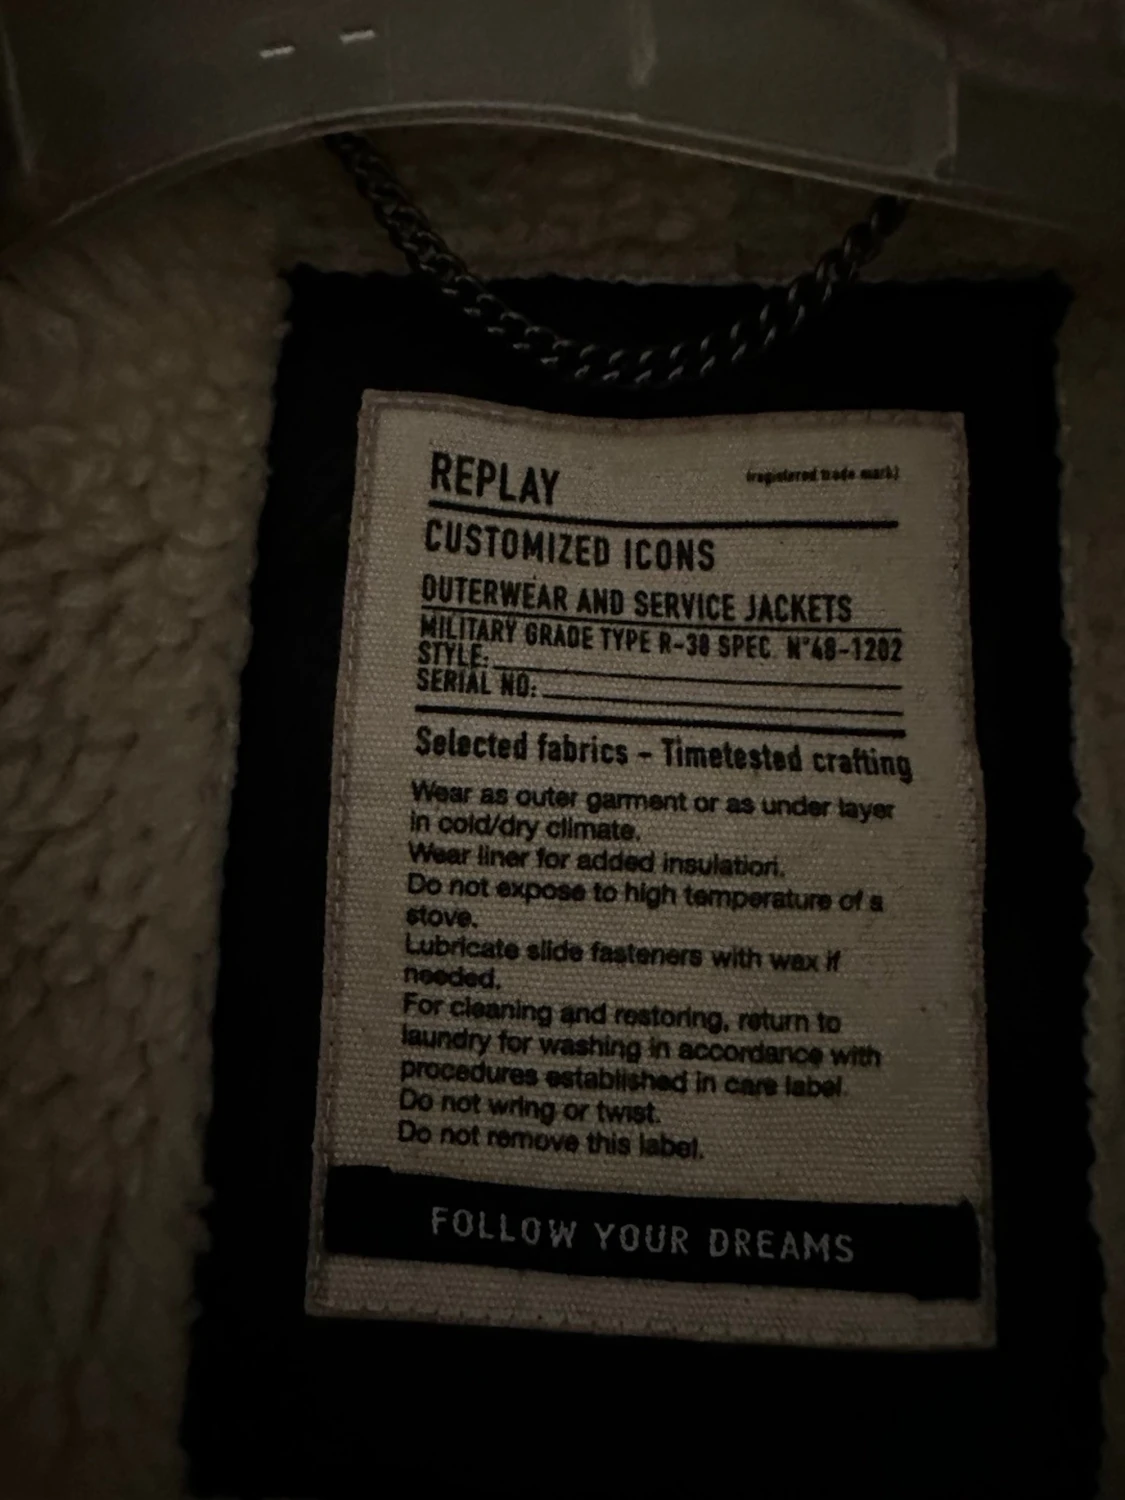 REPLAY (registered trade mark)
CUSTOMIZED ICONS
OUTERWEAR AND SERVICE JACKETS
MILITARY GRADE TYPE R-38 SPEC. N°48-1202
STYLE:
SERIAL NO:
Selected fabrics - Timetested crafting
Wear as outer garment or as under layer
in cold/dry climate.
Wear liner for added insulation.
Do not expose to high temperature of a
stove.
Lubricate slide fasteners with wax if
needed.
For cleaning and restoring, return to
laundry for washing in accordance with
procedures established in care label.
Do not wring or twist.
Do not remove this label.
FOLLOW YOUR DREAMS